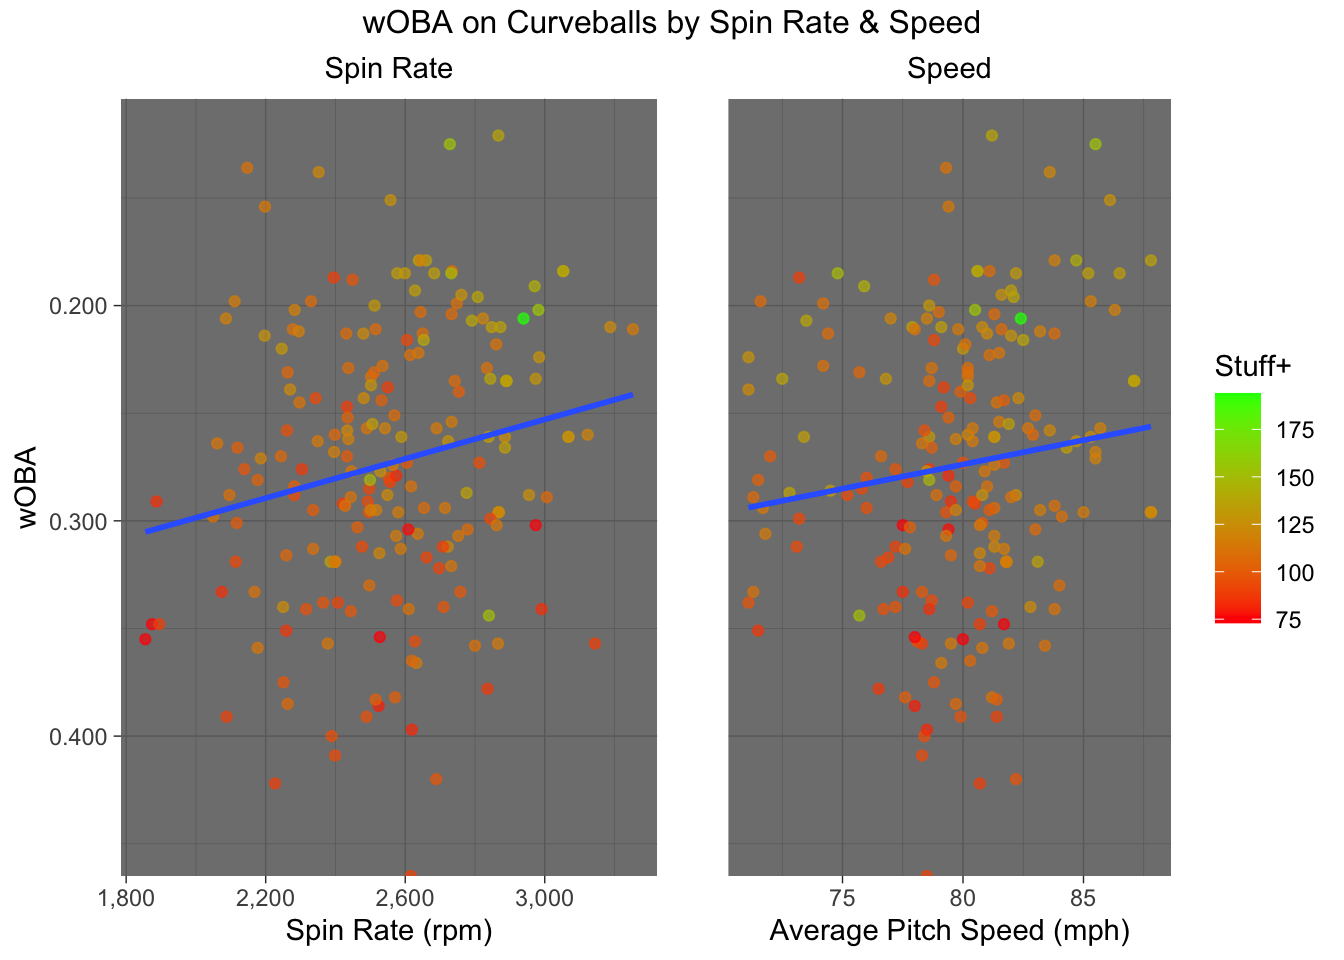 wOBA on Curveballs by Spin Rate & Speed
Spin Rate
Speed
wOBA
0.200
0.300
0.400
1,800
2,200
2,600
3,000
Spin Rate (rpm)
75
80
85
Average Pitch Speed (mph)
Stuff+
175
150
125
100
75